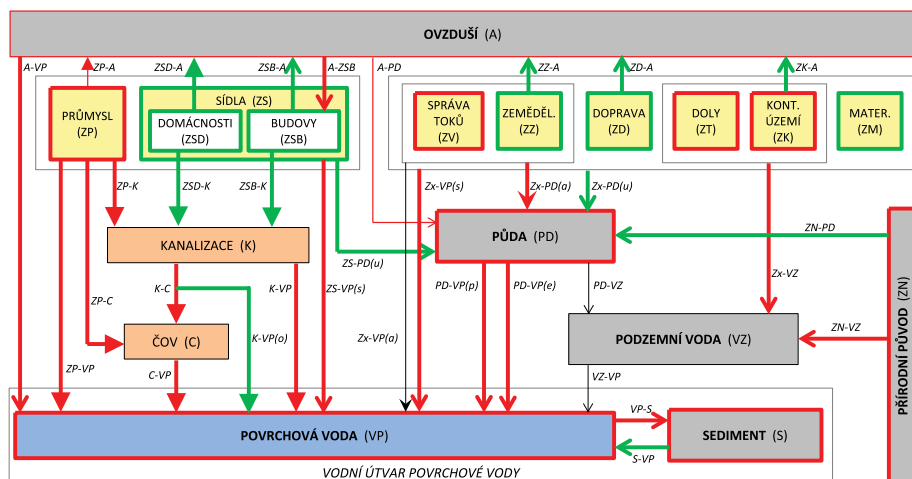 OVZDUŠÍ (A)
A-VP
ZP-A
ZSD-A
ZSB-A
A-ZSB
A-PD
ZZ-A
ZD-A
ZK-A
PRŮMYSL
(ZP)
SÍDLA (ZS)
DOMÁCNOSTI
(ZSD)
BUDOVY
(ZSB)
SPRÁVA
TOKŮ
(ZV)
ZEMĚDĚL.
(ZZ)
DOPRAVA
(ZD)
DOLY
(ZT)
KONT.
ÚZEMÍ
(ZK)
MATER.
(ZM)
ZP-K
ZSD-K
ZSB-K
Zx-VP(s)
Zx-PD(a)
Zx-PD(u)
KANALIZACE (K)
PŮDA (PD)
ZN-PD
ZS-PD(u)
K-C
K-VP
ZS-VP(s)
PD-VP(p)
PD-VP(e)
PD-VZ
Zx-VZ
ZP-C
ČOV (C)
K-VP(o)
Zx-VP(a)
PODZEMNÍ VODA (VZ)
ZN-VZ
PŘÍRODNÍ PŮVOD (ZN)
ZP-VP
C-VP
VZ-VP
POVRCHOVÁ VODA (VP)
VP-S
S-VP
SEDIMENT (S)
VODNÍ ÚTVAR POVRCHOVÉ VODY